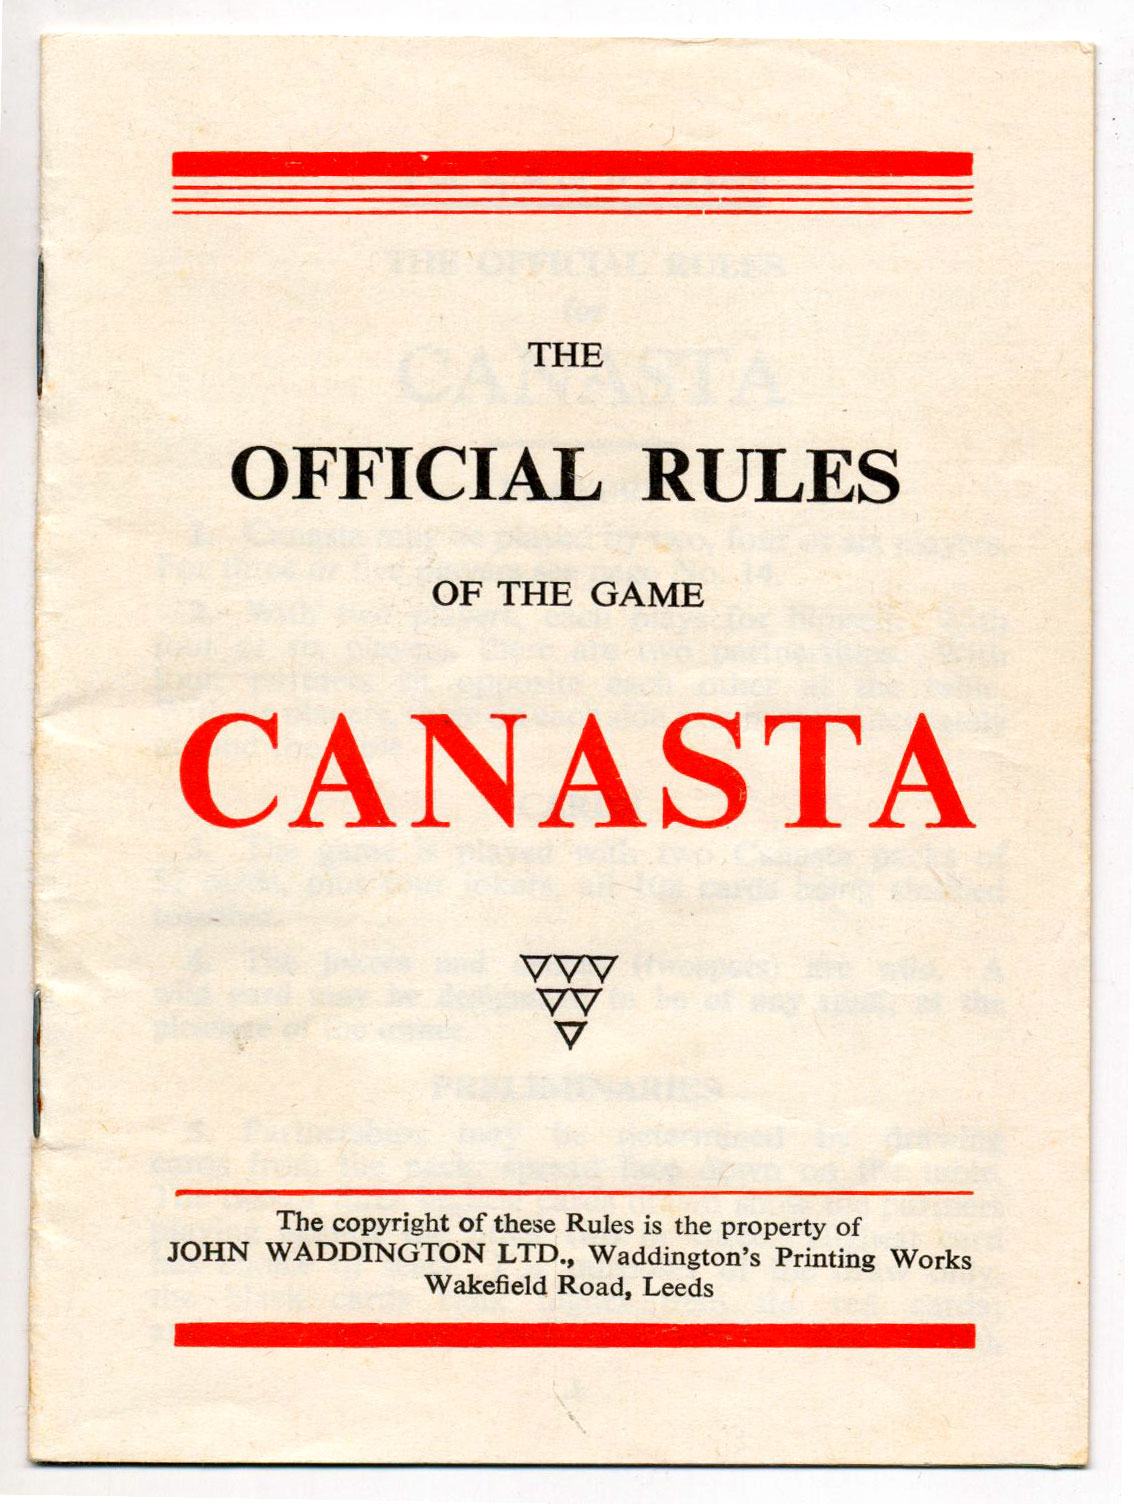 THE
OFFICIAL RULES
OF THE GAME
CANASTA
The copyright of these Rules is the property of
JOHN WADDINGTON LTD., Waddington's Printing Works
Wakefield Road, Leeds